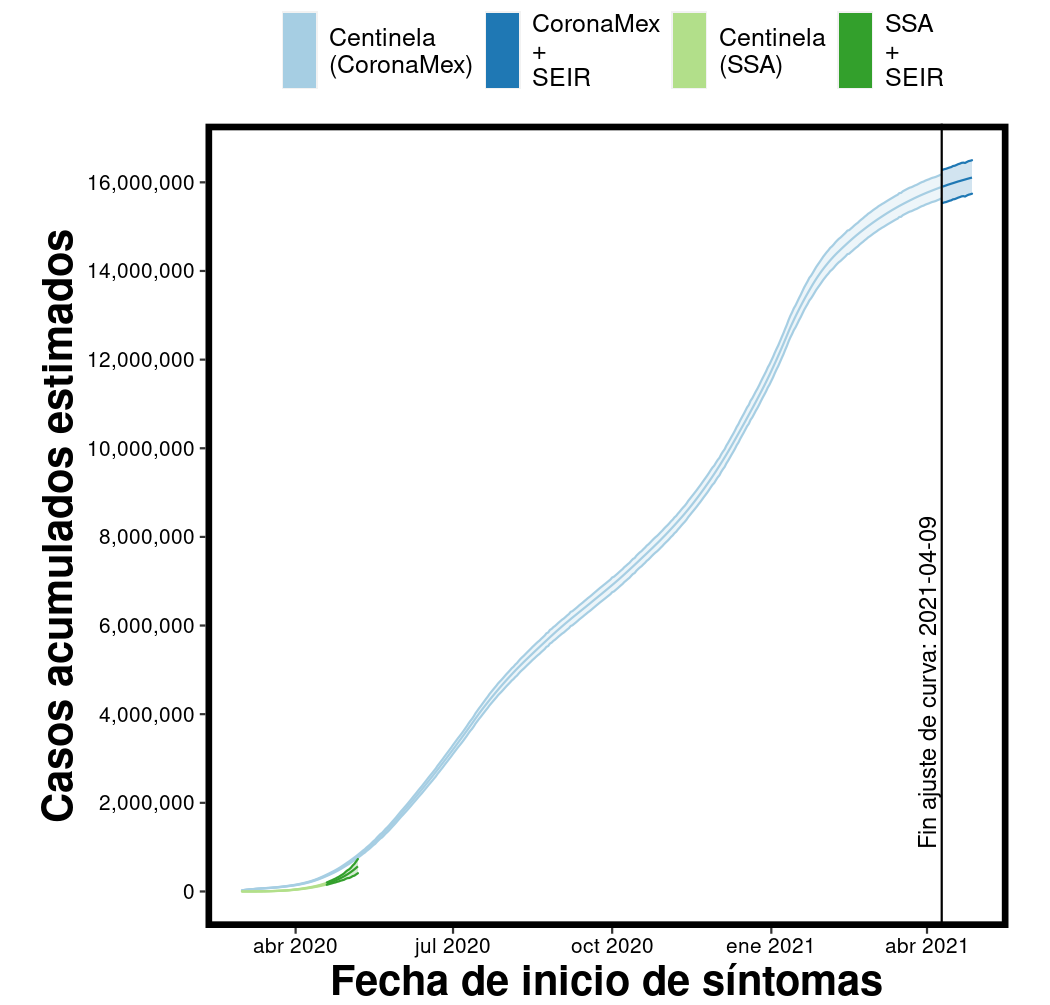 Centinela
(CoronaMex)
CoronaMex
+
SEIR
Centinela
(SSA)
SSA
+
SEIR
Casos acumulados estimados
16,000,000
14,000,000
12,000,000
10,000,000
8,000,000
6,000,000
4,000,000
2,000,000
0
Fin ajuste de curva: 2021-04-09
abr 2020
jul 2020
oct 2020
ene 2021
abr 2021
Fecha de inicio de síntomas